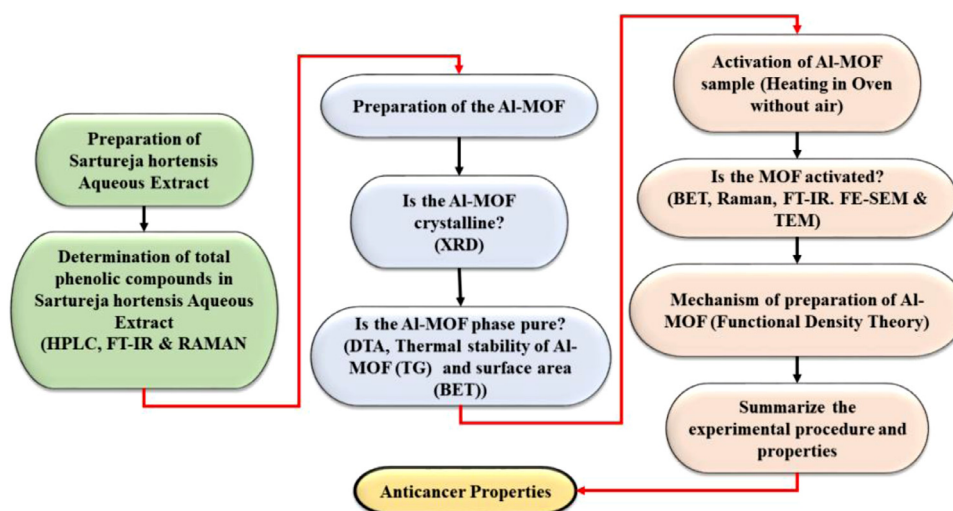 Preparation of
Sartureja hortensis
Aqueous Extract
Determination of total
phenolic compounds in
Sartureja hortensis Aqueous
Extract
(HPLC, FT-IR & RAMAN
Preparation of the Al-MOF
Is the Al-MOF
crystalline?
(XRD)
Is the Al-MOF phase pure?
(DTA, Thermal stability of Al-
MOF (TG) and surface area
(BET))
Activation of Al-MOF
sample (Heating in Oven
without air)
Is the MOF activated?
(BET, Raman, FT-IR. FE-SEM &
TEM)
Mechanism of preparation of Al-
MOF (Functional Density Theory)
Summarize the
experimental procedure and
properties
Anticancer Properties